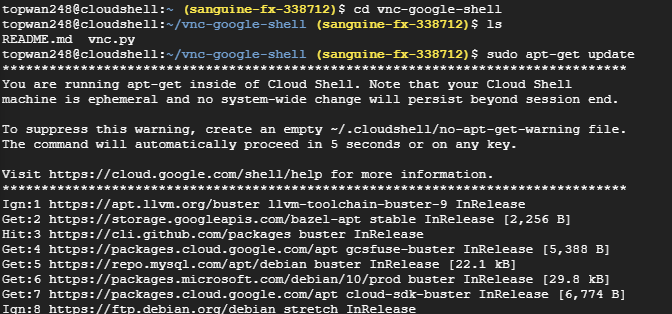 topwan248@cloudshell:~ (sanguine-fx-338712)$ cd vnc-google-shell
topwan248@cloudshell:~/vnc-google-shell (sanguine-fx-338712)$ ls
README.md  vnc.py
topwan248@cloudshell:~/vnc-google-shell (sanguine-fx-338712)$ sudo apt-get update
********************************************************************************
You are running apt-get inside of Cloud Shell. Note that your Cloud Shell
machine is ephemeral and no system-wide change will persist beyond session end.

To suppress this warning, create an empty ~/.cloudshell/no-apt-get-warning file.
The command will automatically proceed in 5 seconds or on any key.

Visit https://cloud.google.com/shell/help for more information.
********************************************************************************
Ign:1 https://apt.llvm.org/buster llvm-toolchain-buster-9 InRelease
Get:2 https://storage.googleapis.com/bazel-apt stable InRelease [2,256 B]
Hit:3 https://cli.github.com/packages buster InRelease
Get:4 https://packages.cloud.google.com/apt gcsfuse-buster InRelease [5,388 B]
Get:5 https://repo.mysql.com/apt/debian buster InRelease [22.1 kB]
Get:6 https://packages.microsoft.com/debian/10/prod buster InRelease [29.8 kB]
Get:7 https://packages.cloud.google.com/apt cloud-sdk-buster InRelease [6,774 B]
Ign:8 https://ftp.debian.org/debian stretch InRelease